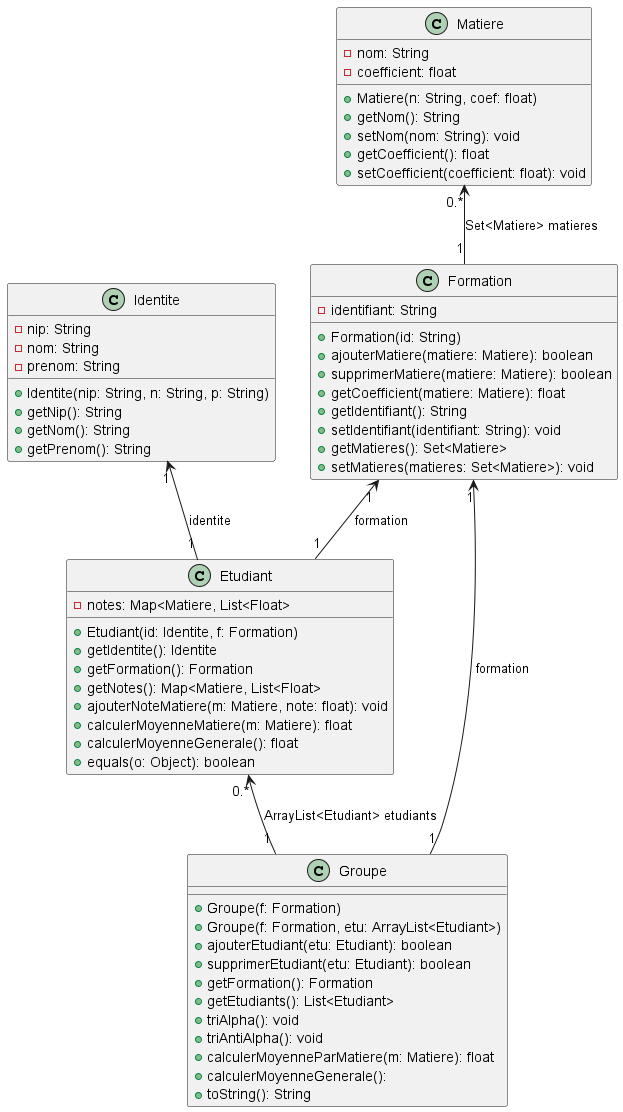 C Matiere
nom: String
coefficient: float
Matiere(n: String, coef: float)
getNom(): String
setNom(nom: String): void
getCoefficient(): float
setCoefficient(coefficient: float): void
0..*
Set<Matiere> matieres
1
C Formation
identifiant: String
Formation(id: String)
ajouterMatiere(matiere: Matiere): boolean
supprimerMatiere(matiere: Matiere): boolean
getCoefficient(matiere: Matiere): float
getIdentifiant(): String
setIdentifiant(identifiant: String): void
getMatieres(): Set<Matiere>
setMatieres(matieres: Set<Matiere>): void
C Identite
nip: String
nom: String
prenom: String
Identite(nip: String, n: String, p: String)
getNip(): String
getNom(): String
getPrenom(): String
1
identite
1
1
formation
1
1
formation
1
C Etudiant
notes: Map<Matiere, List<Float>
Etudiant(id: Identite, f: Formation)
getIdentite(): Identite
getFormation(): Formation
getNotes(): Map<Matiere, List<Float>
ajouterNoteMatiere(m: Matiere, note: float): void
calculerMoyenneMatiere(m: Matiere): float
calculerMoyenneGenerale(): float
equals(o: Object): boolean
0..*
ArrayList<Etudiant> etudiants
1
C Groupe
Groupe(f: Formation)
Groupe(f: Formation, etu: ArrayList<Etudiant>)
ajouterEtudiant(etu: Etudiant): boolean
supprimerEtudiant(etu: Etudiant): boolean
getFormation(): Formation
getEtudiants(): List<Etudiant>
triAlpha(): void
triAntiAlpha(): void
calculerMoyenneParMatiere(m: Matiere): float
calculerMoyenneGenerale():
toString(): String